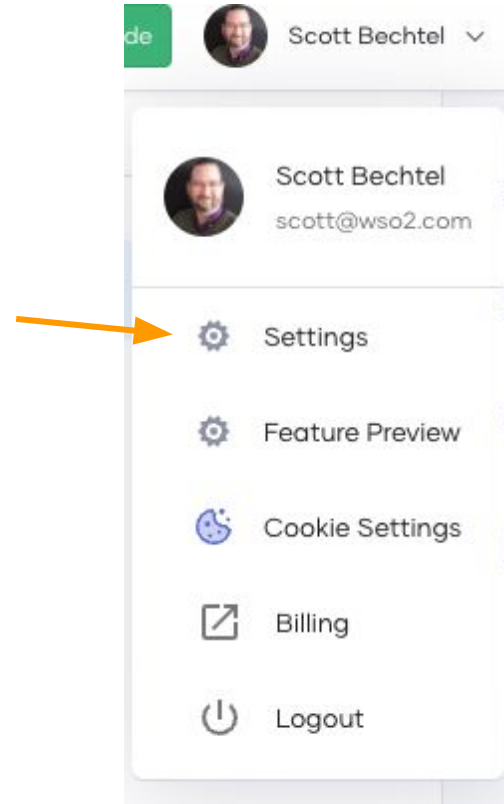 de
Scott Bechtel
Scott Bechtel
scott@wso2.com
Settings
Feature Preview
Cookie Settings
Billing
Logout